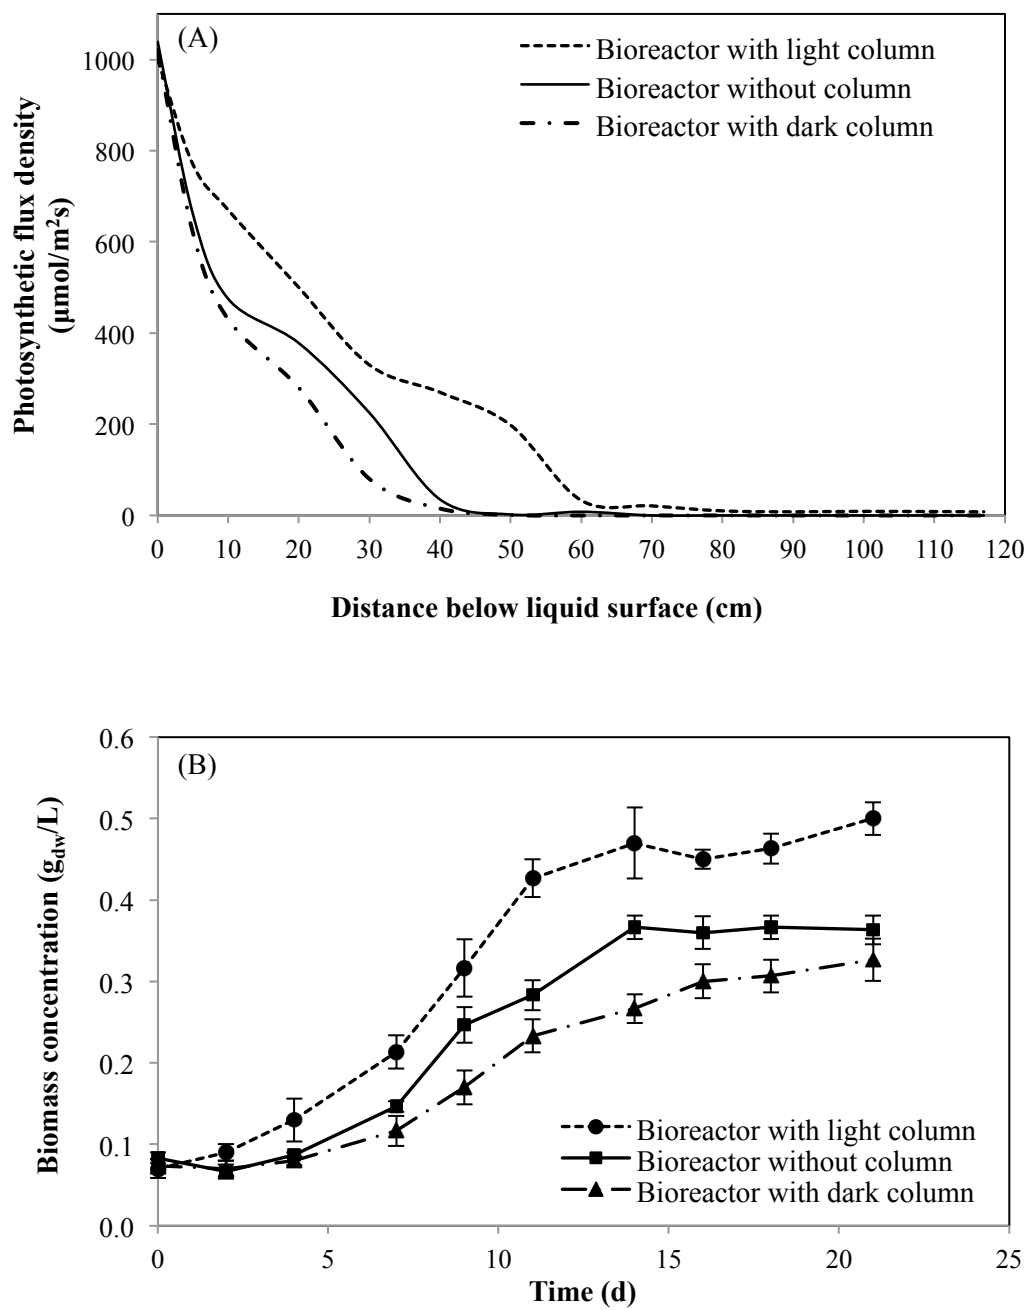 (A)
Bioreactor with light column
Bioreactor without column
Bioreactor with dark column
Photosynthetic flux density
(µmol/m²s)
1000
800
600
400
200
0
0 10 20 30 40 50 60 70 80 90 100 110 120
Distance below liquid surface (cm)
(B)
Biomass concentration (g_dw/L)
0.6
0.5
0.4
0.3
0.2
0.1
0.0
Bioreactor with light column
Bioreactor without column
Bioreactor with dark column
0 5 10 15 20 25
Time (d)